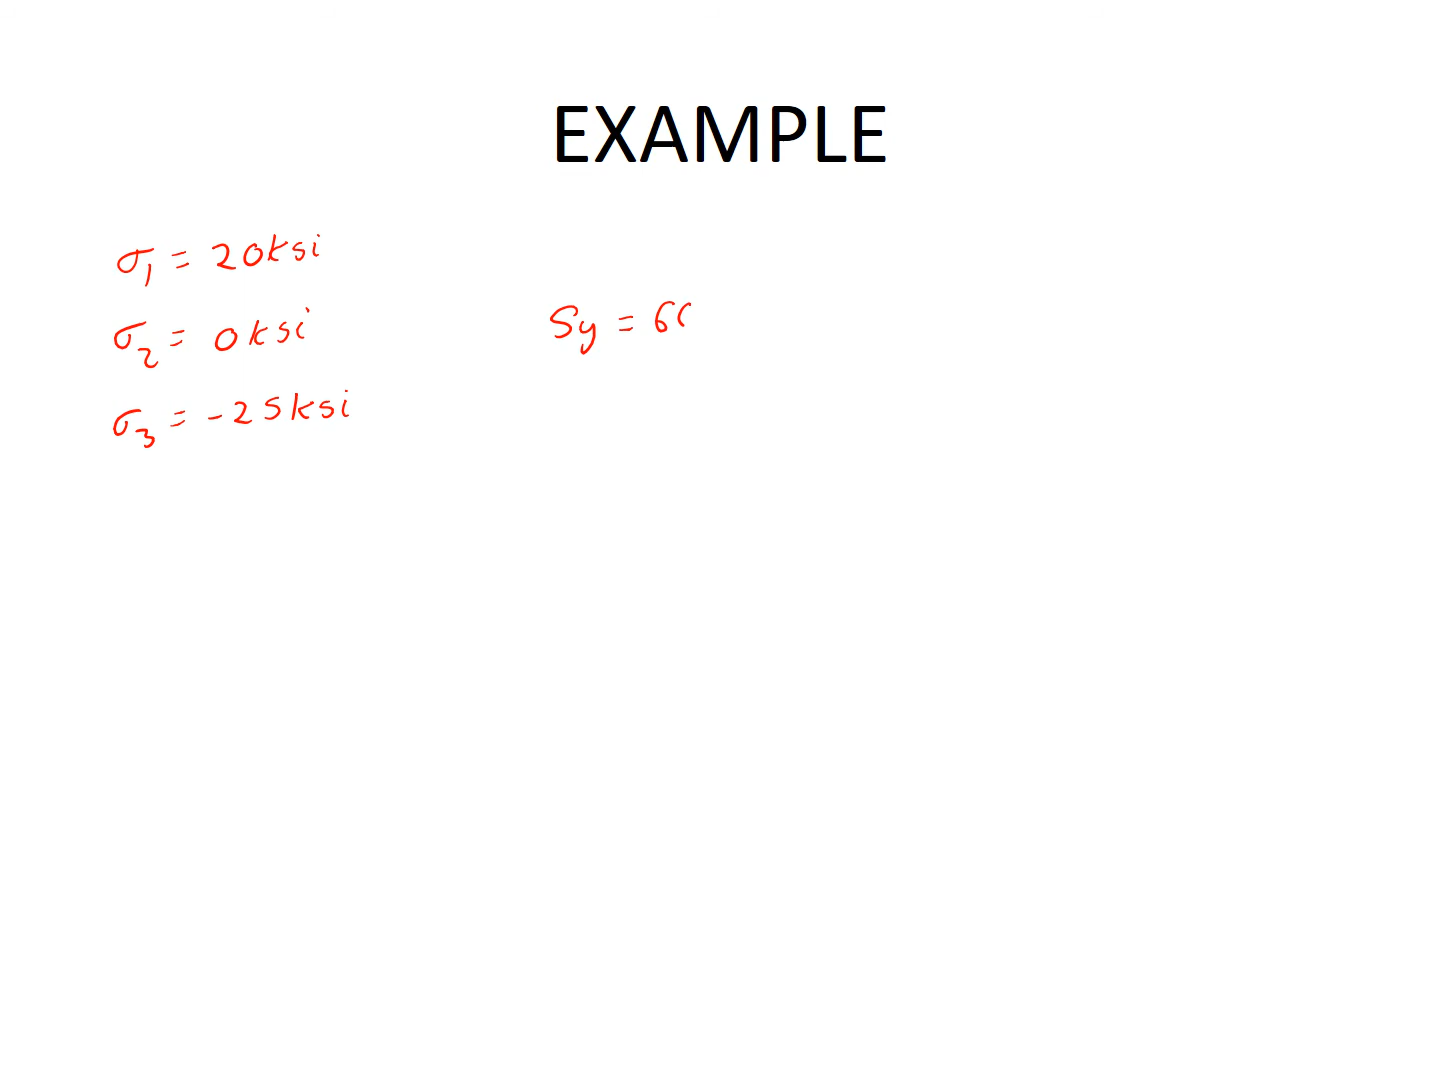 EXAMPLE
σ₁ = 20ksi
σ₂ = 0ksi
Sy = 6
σ₃ = -25ksi